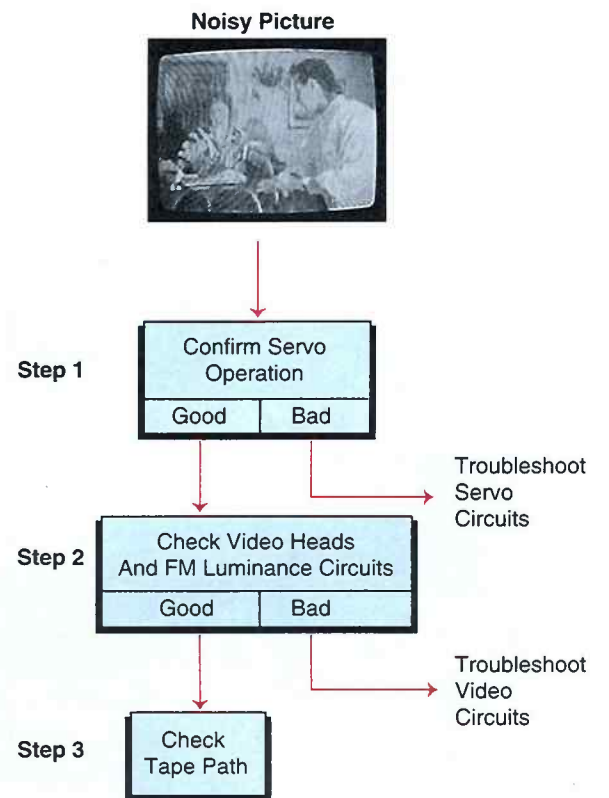 Noisy Picture
Step 1
Confirm Servo
Operation
Good
Bad
Troubleshoot
Servo
Circuits
Step 2
Check Video Heads
And FM Luminance Circuits
Good
Bad
Troubleshoot
Video
Circuits
Step 3
Check
Tape Path